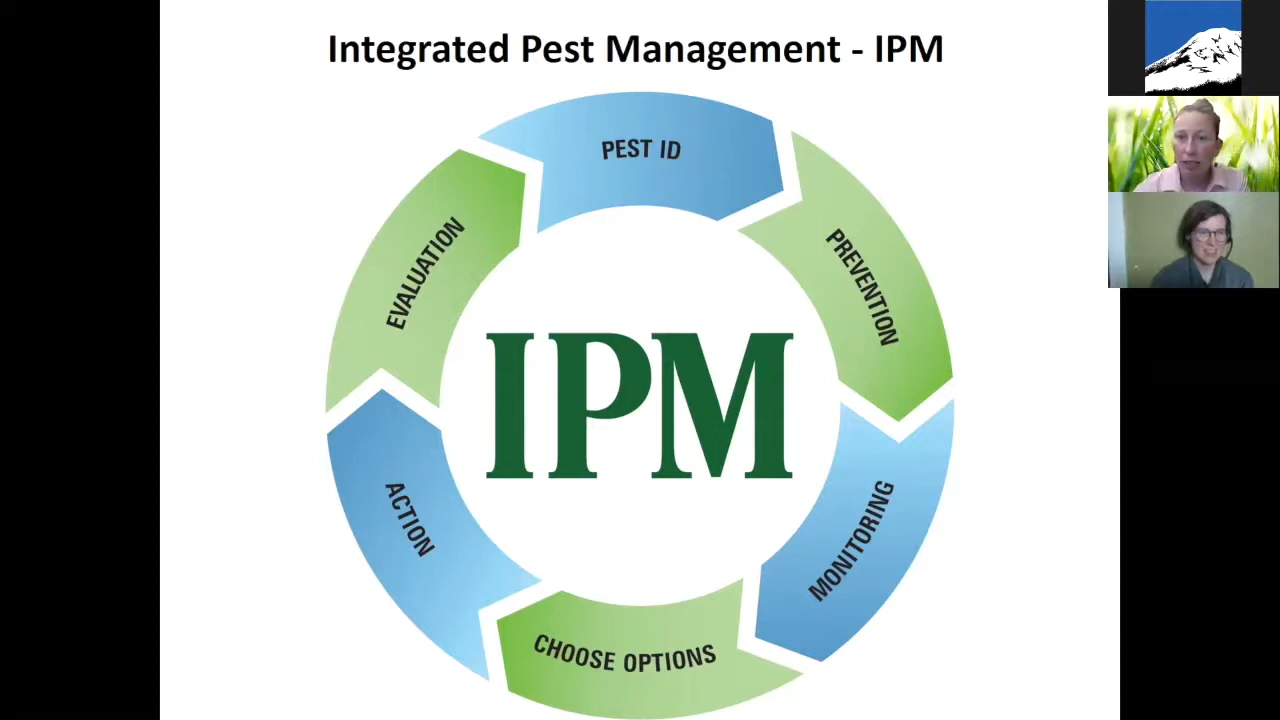 Integrated Pest Management - IPM
PEST ID
PREVENTION
MONITORING
CHOOSE OPTIONS
ACTION
EVALUATION
IPM